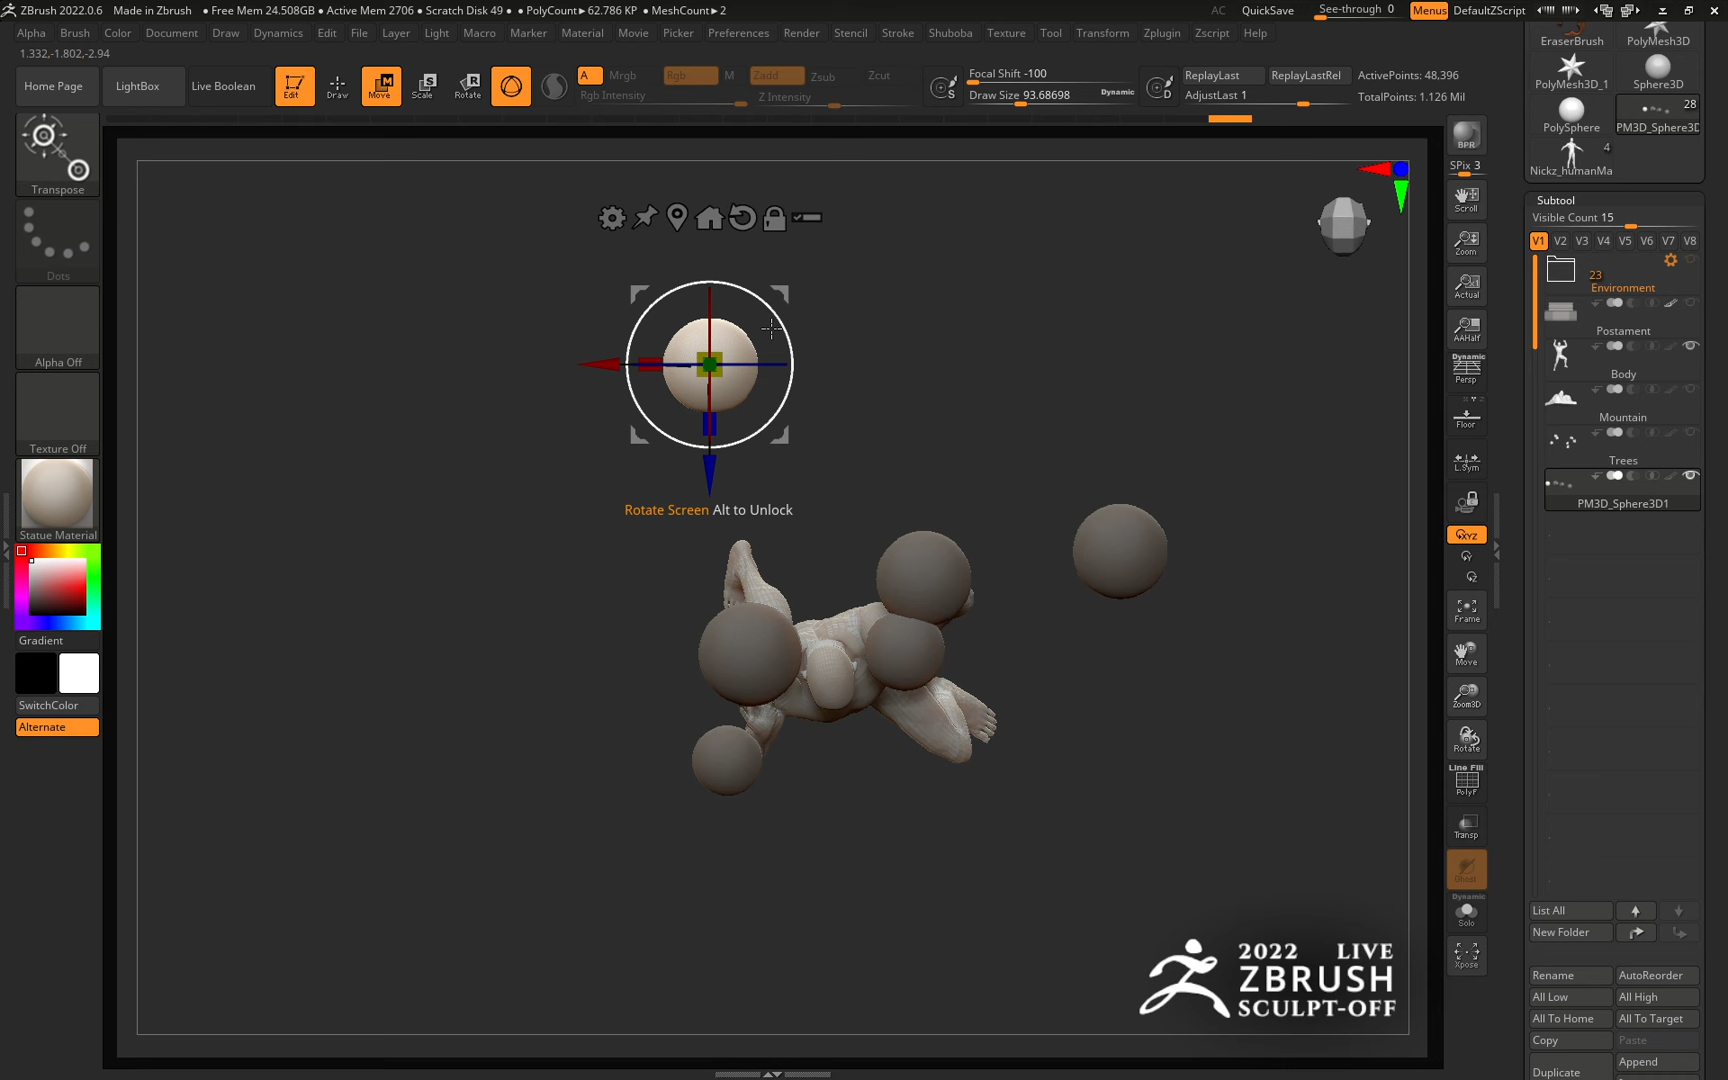 ZBrush 2022.0.6 Made in Zbrush • Free Mem 24.508GB • Active Mem 2706 • Scratch Disk 49 • • PolyCount► 62.786 KP • MeshCount► 2
AC QuickSave See-through 0 Menus DefaultZScript
Alpha Brush Color Document Draw Dynamics Edit File Layer Light Macro Marker Material Movie Picker Preferences Render Stencil Stroke Shuboba Texture Tool Transform Zplugin Zscript Help
1.332,-1.802,-2.94
Home Page LightBox Live Boolean Edit Draw Move Scale Rotate
A Mrgb Rgb M Zadd Zsub Zcut
Rgb Intensity Z Intensity
S Focal Shift -100
Draw Size 93.68698 Dynamic
D ReplayLast ReplayLastRel
AdjustLast 1
ActivePoints: 48,396
TotalPoints: 1.126 Mil
Transpose
Dots
Alpha Off
Texture Off
Statue Material
Gradient
SwitchColor
Alternate
Rotate Screen Alt to Unlock
2022 LIVE
ZBRUSH
SCULPT-OFF
BPR
SPix 3
Scroll
Zoom
Actual
AAHalf
Dynamic
Persp
Floor
L.Sym
XYZ
Y
Z
Frame
Move
Zoom3D
Rotate
Line Fill
PolyF
Transp
Ghost
Dynamic
Solo
Xpose
EraserBrush PolyMesh3D
PolyMesh3D_1 Sphere3D
28
PolySphere PM3D_Sphere3D
4
Nickz_humanMa
Subtool
Visible Count 15
V1 V2 V3 V4 V5 V6 V7 V8
23
Environment
Postament
Body
Mountain
Trees
PM3D_Sphere3D1
List All
New Folder
Rename AutoReorder
All Low All High
All To Home All To Target
Copy Paste
Duplicate Append